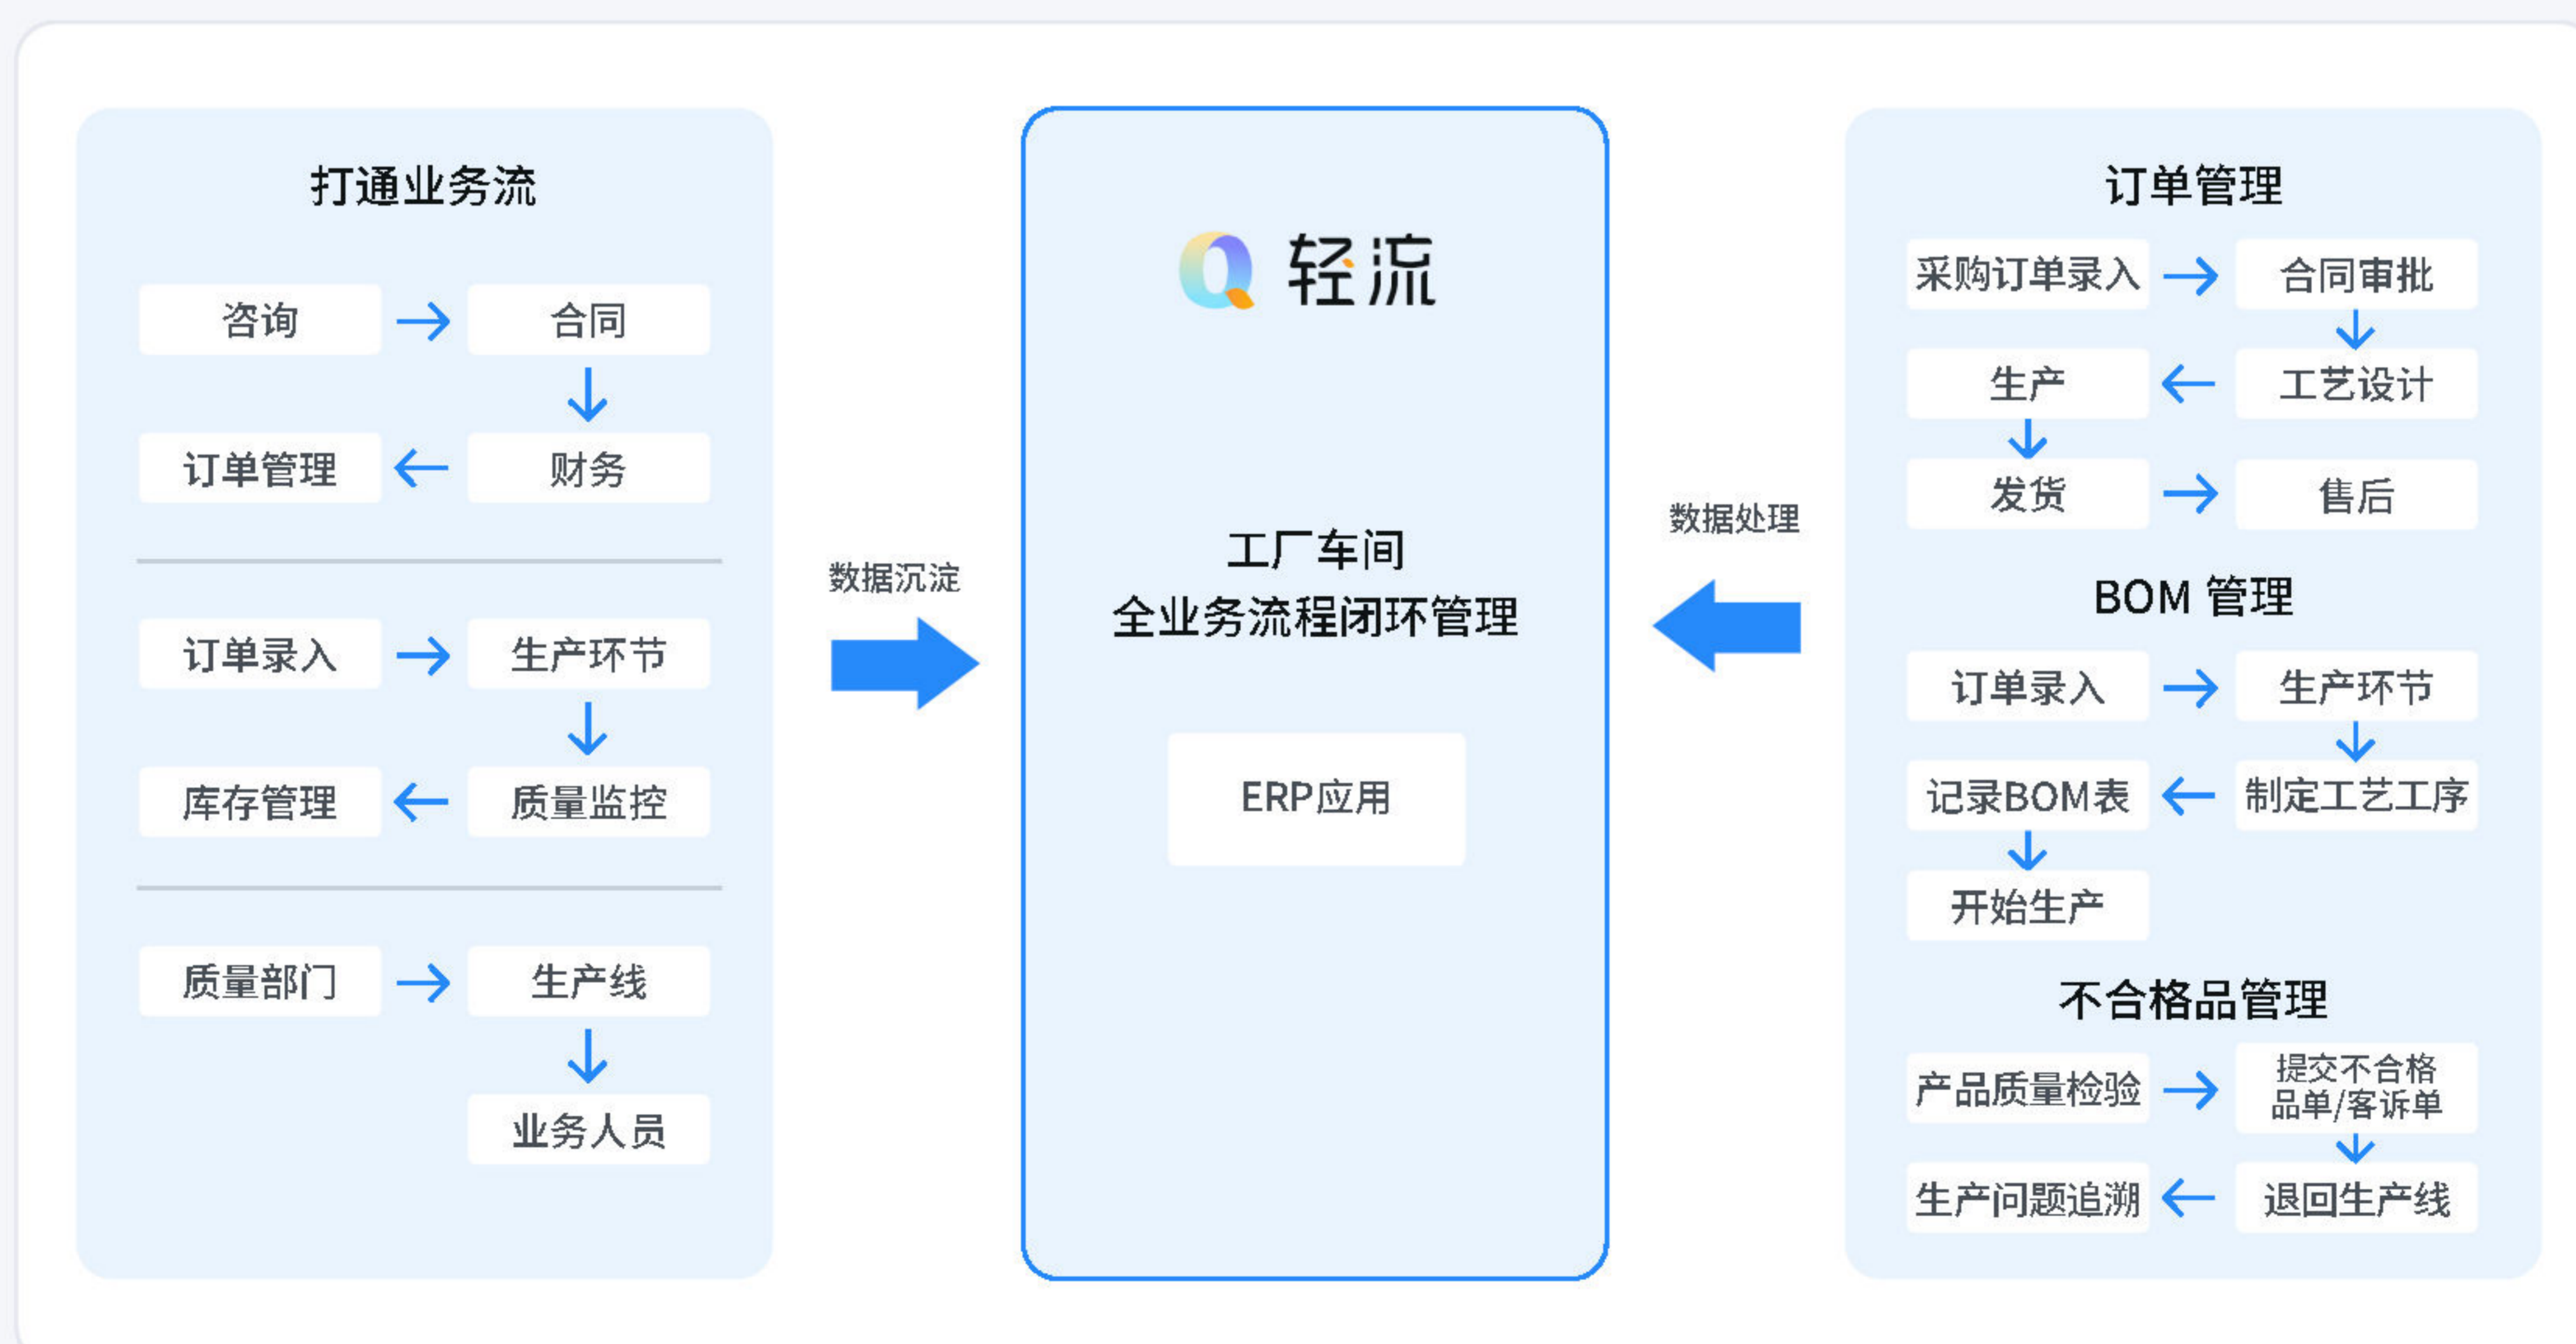 打通业务流
咨询
合同
订单管理
财务
订单录入
生产环节
库存管理
质量监控
质量部门
生产线
业务人员
数据沉淀
轻流
工厂车间
全业务流程闭环管理
ERP应用
数据处理
订单管理
采购订单录入
合同审批
生产
工艺设计
发货
售后
BOM 管理
订单录入
生产环节
记录BOM表
制定工艺工序
开始生产
不合格品管理
产品质量检验
提交不合格
品单/客诉单
生产问题追溯
退回生产线